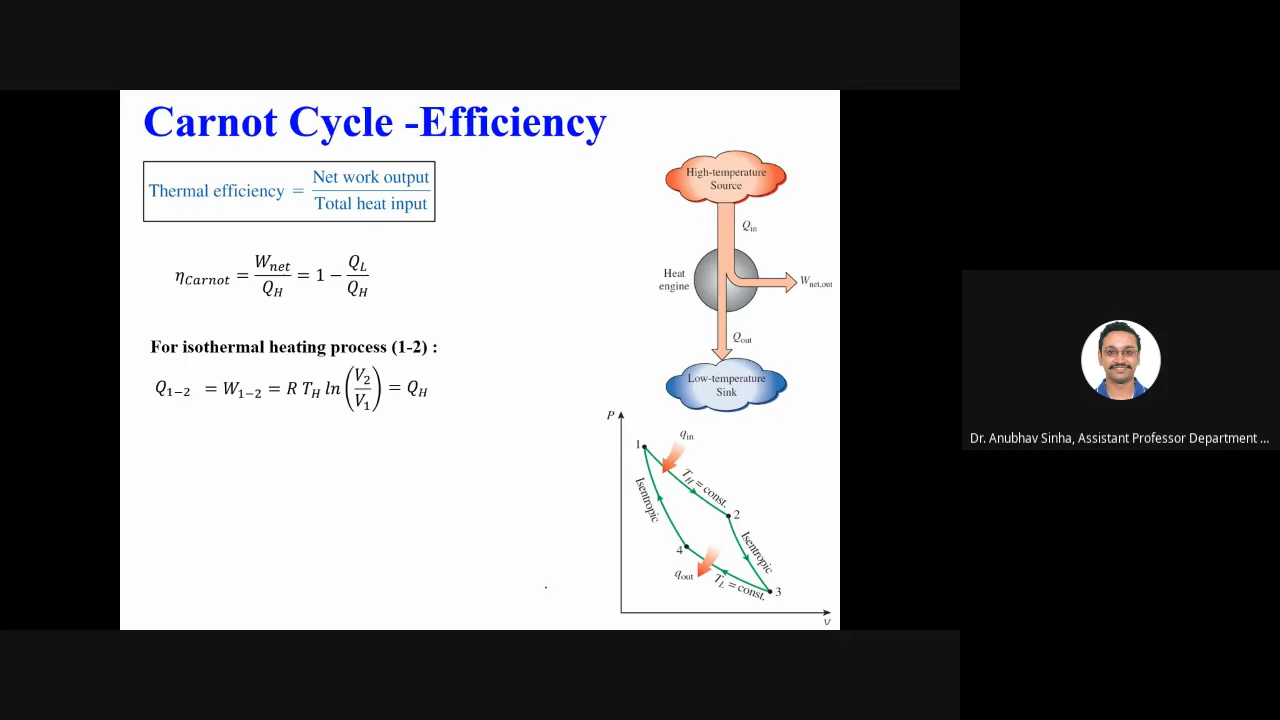 Carnot Cycle -Efficiency
Thermal efficiency = Net work output / Total heat input
η_Carnot = W_net / Q_H = 1 − Q_L / Q_H
For isothermal heating process (1-2) :
Q_1−2 = W_1−2 = R T_H ln (V_2 / V_1) = Q_H
High-temperature
Source
Q_in
Heat
engine
W_net,out
Q_out
Low-temperature
Sink
P
1
q_in
T_H = const.
2
Isentropic
Isentropic
4
q_out
T_L = const.
3
v
Dr. Anubhav Sinha, Assistant Professor Department ...